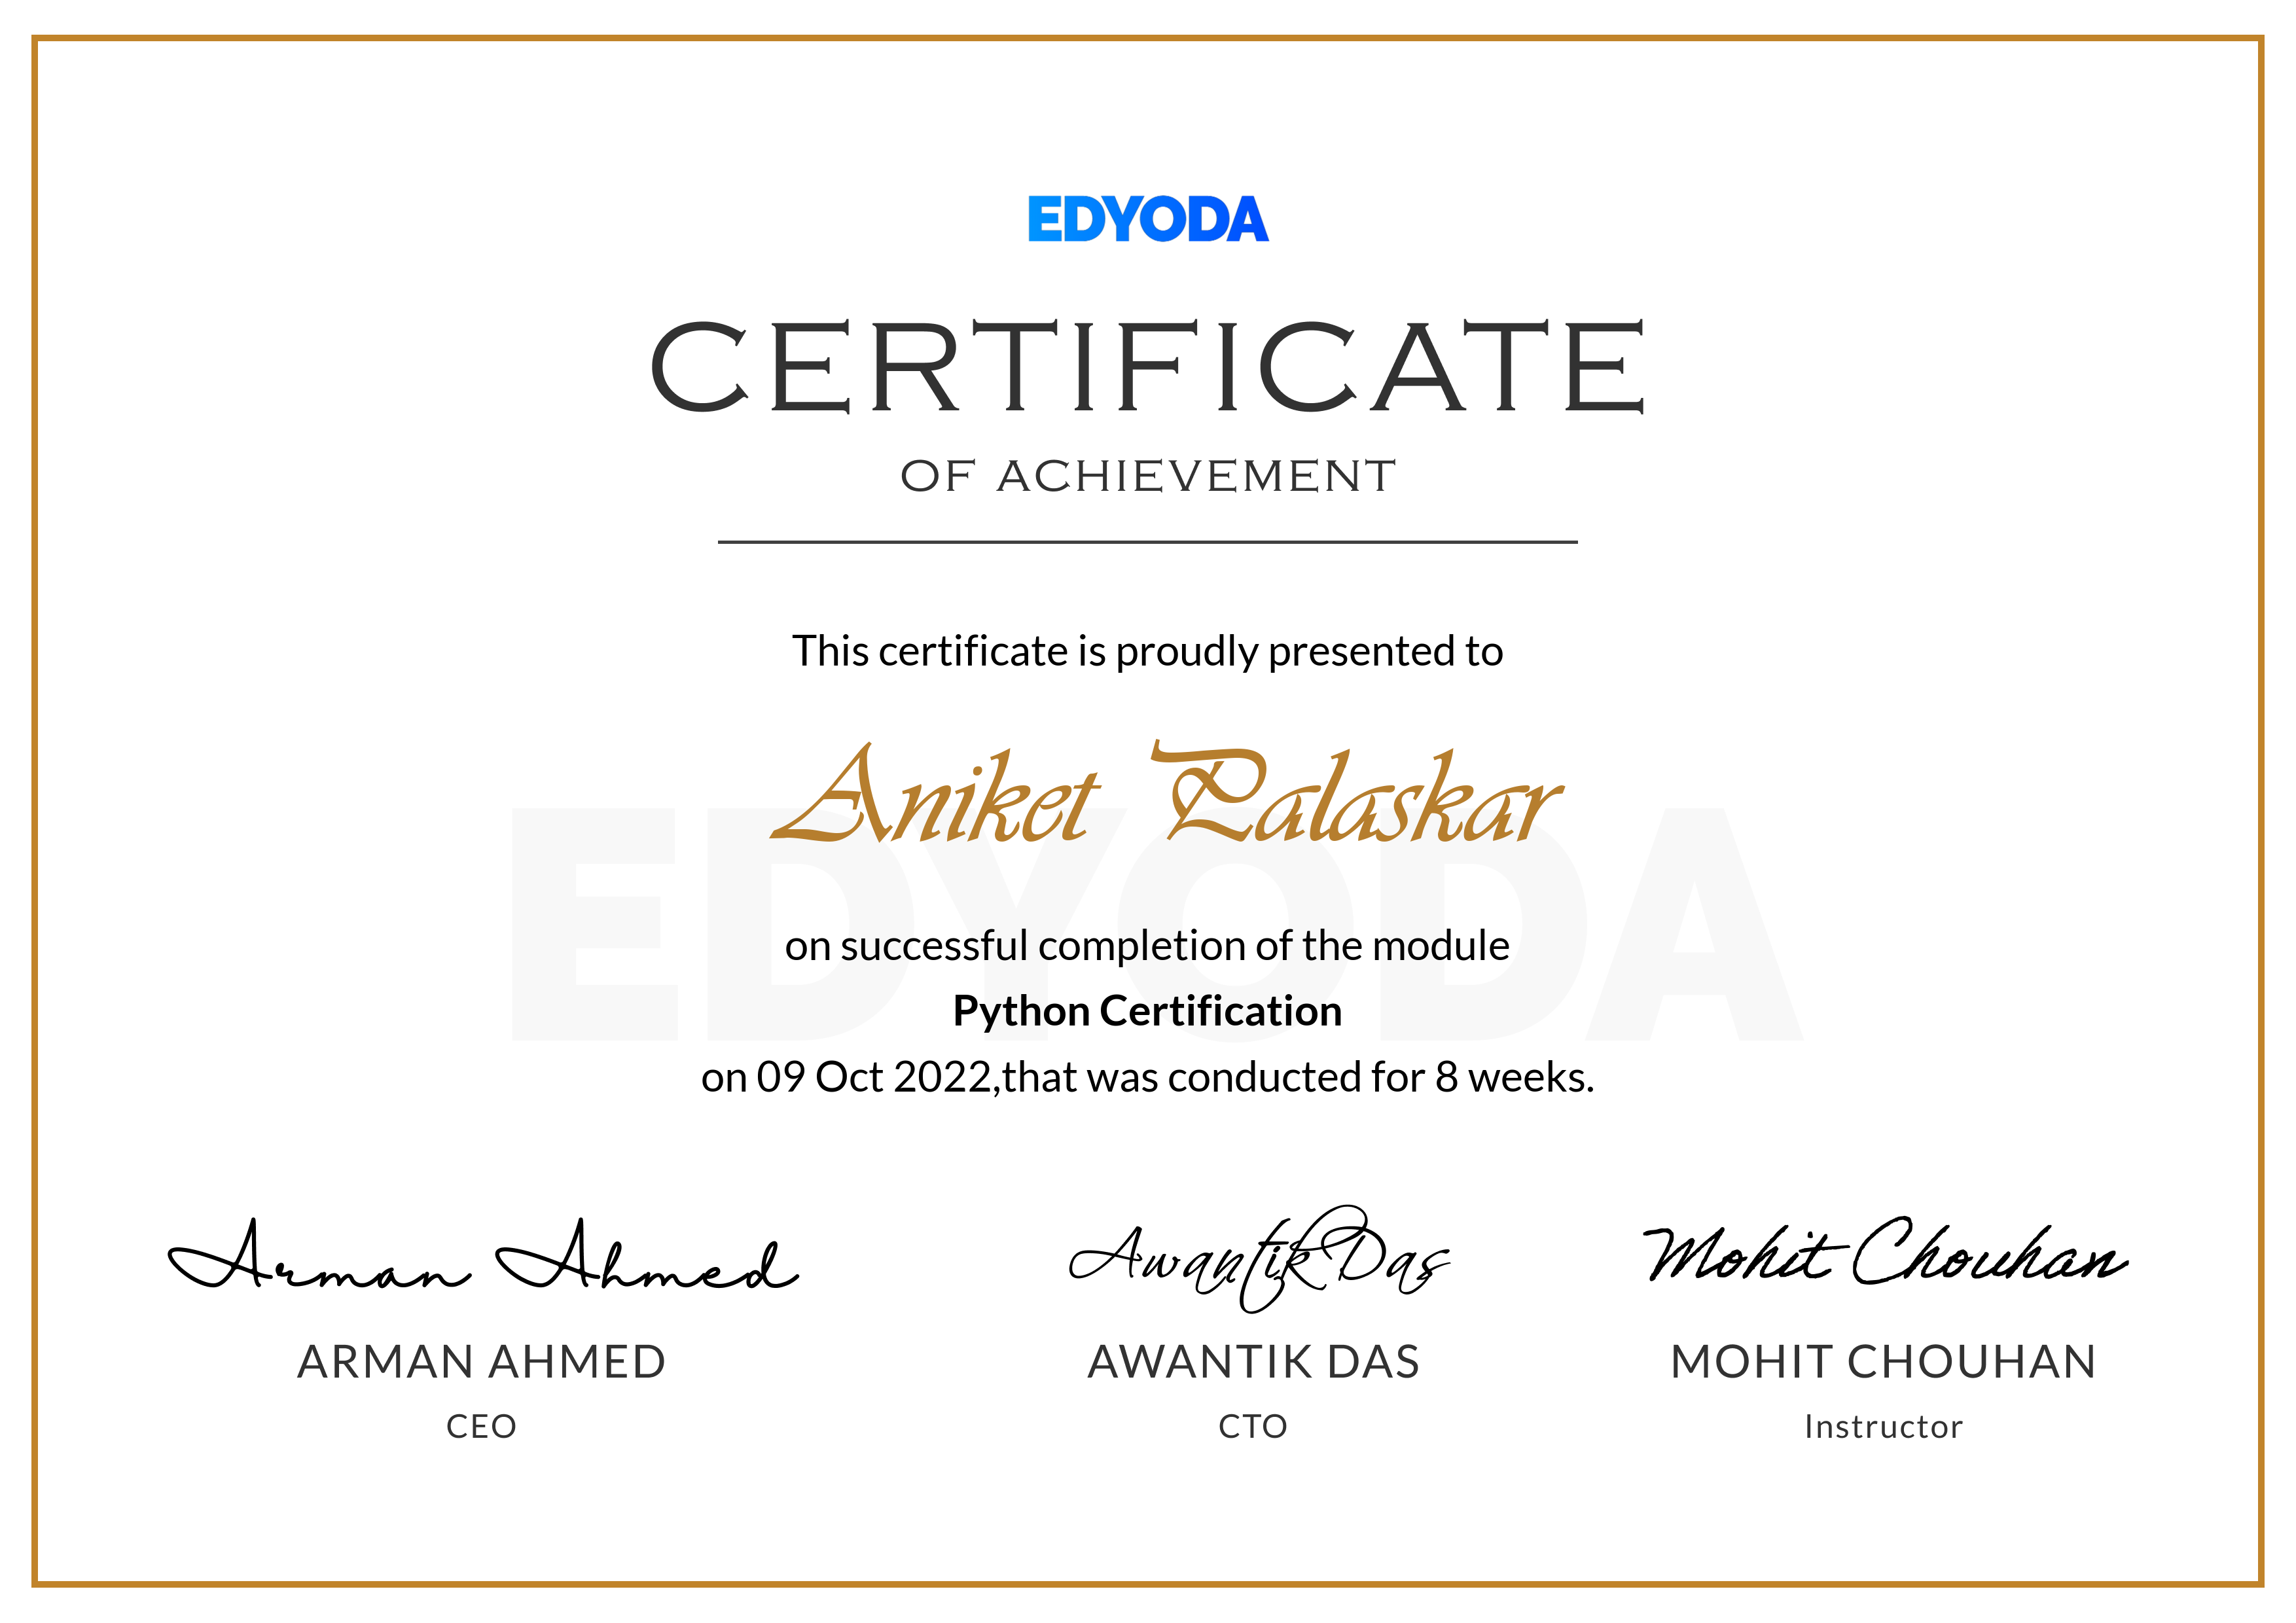 EDYODA
CERTIFICATE
OF ACHIEVEMENT
This certificate is proudly presented to
Aniket Palaskar
EDYODA
on successful completion of the module
Python Certification
on 09 Oct 2022,that was conducted for 8 weeks.
Arman Ahmed AwantikDas Mohit Chouhan
ARMAN AHMED AWANTIK DAS MOHIT CHOUHAN
CEO CTO Instructor